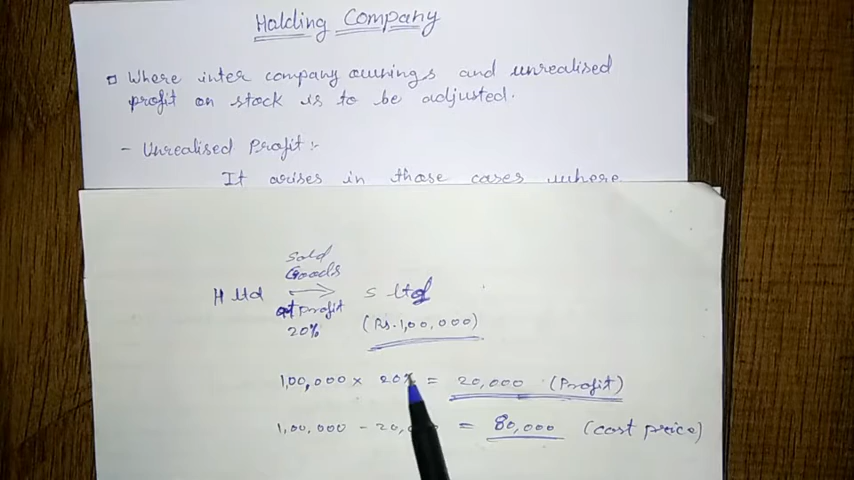 Holding Company
Where inter company ownings and unrealised
profit on stock is to be adjusted.
- Unrealised Profit :-
It arises in those cases where
Sold
Goods
H Ltd S Ltd
at profit
20% (Rs. 1,00,000)
1,00,000 x 20% = 20,000 (Profit)
1,00,000 - 20, = 80,000 (cost price)